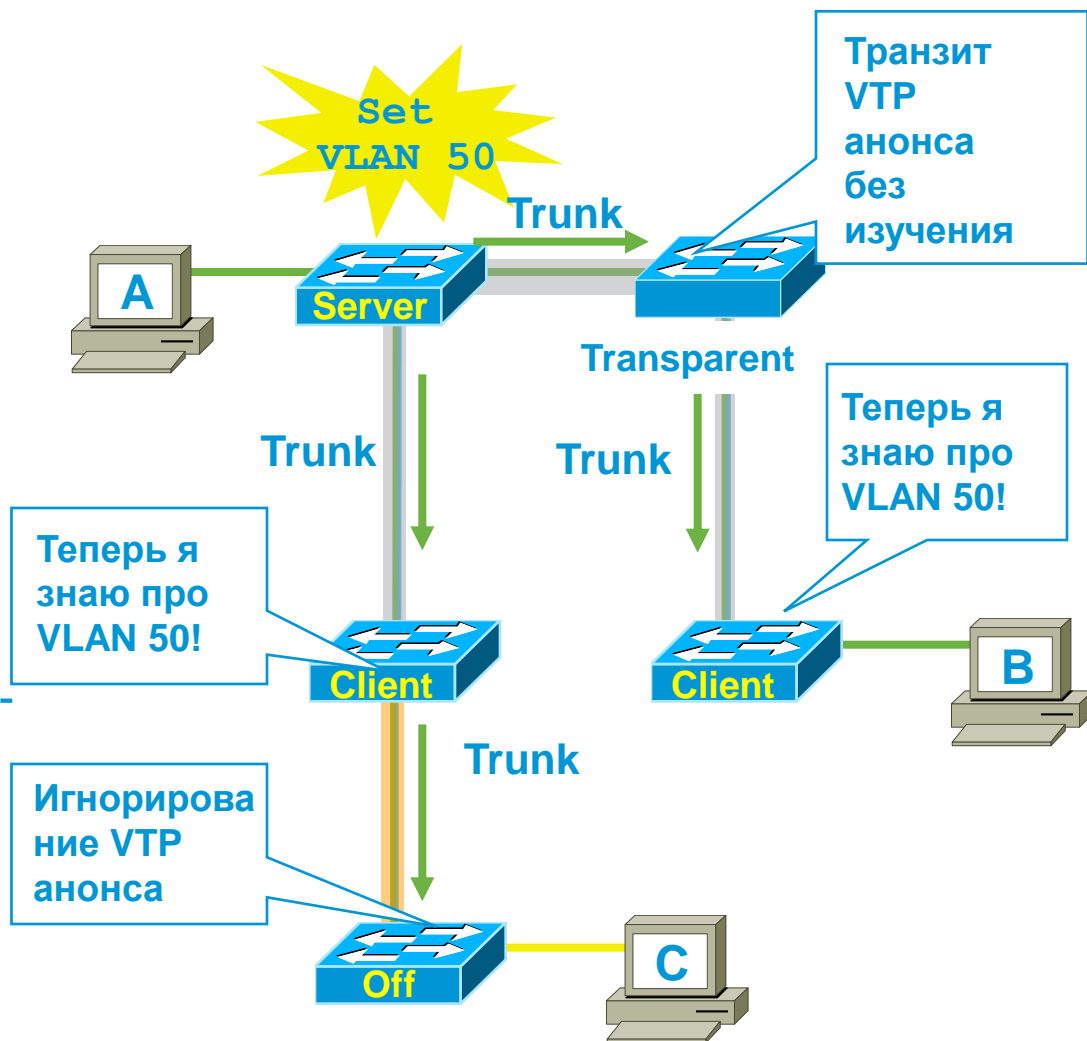 Транзит
VTP
анонса
без
изучения
Set
VLAN 50
Trunk
A
Server
Transparent
Trunk
Trunk
Теперь я
знаю про
VLAN 50!
Теперь я
знаю про
VLAN 50!
Client
Client
B
-
Trunk
Игнорирова
ние VTP
анонса
Off
C